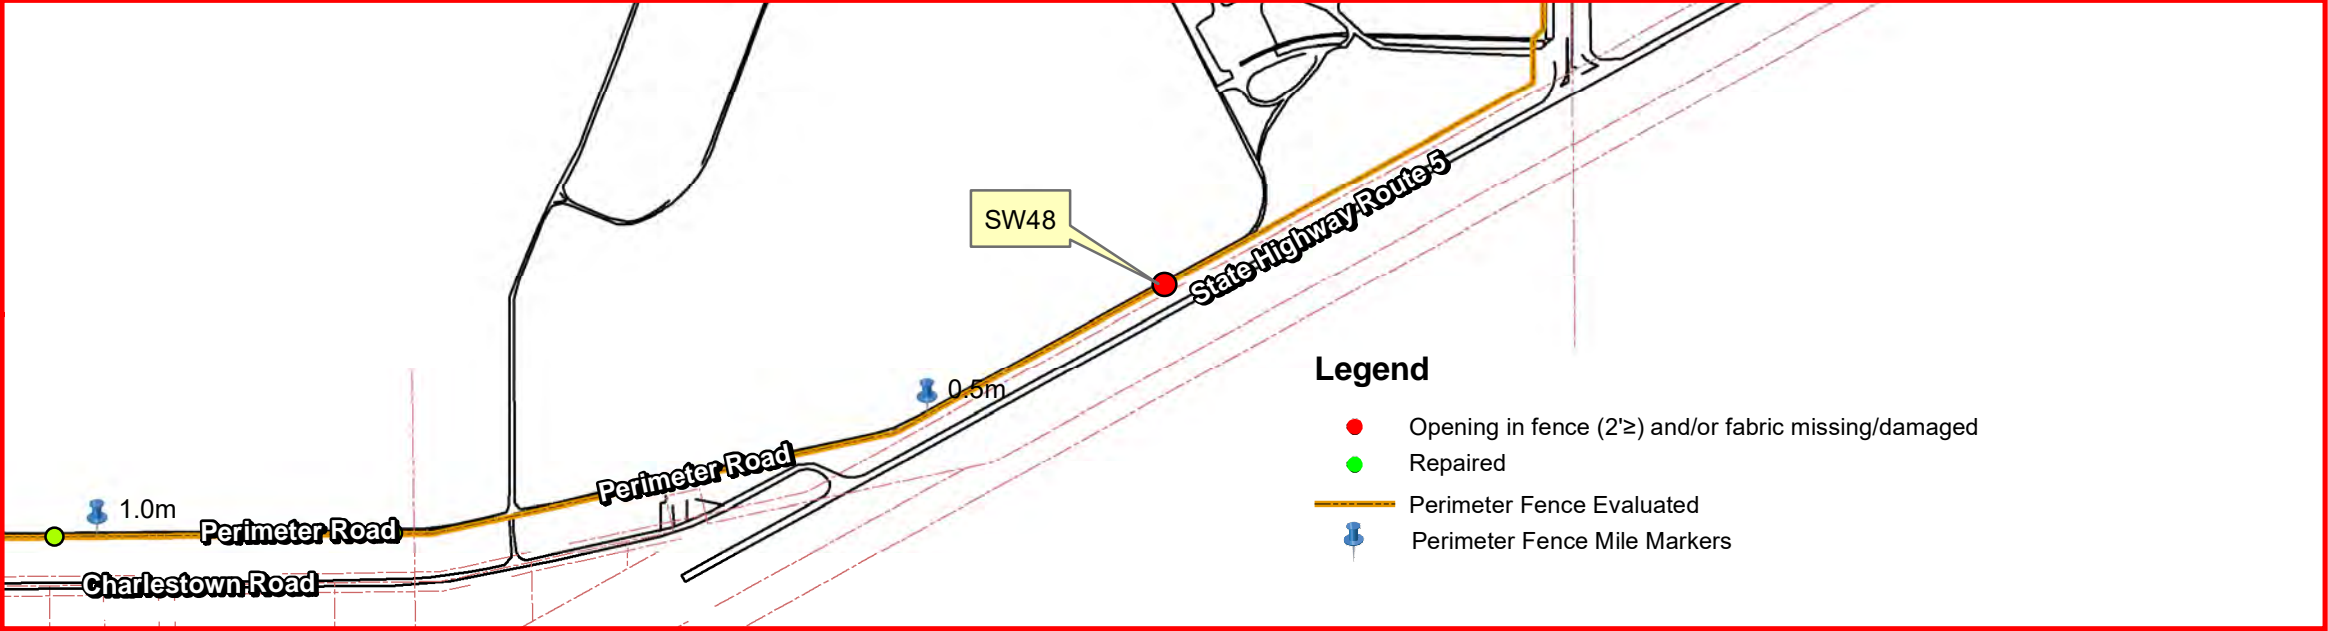 SW48
State Highway Route 5
0.5m
Perimeter Road
1.0m
Perimeter Road
Charlestown Road
Legend
Opening in fence (2'≥) and/or fabric missing/damaged
Repaired
Perimeter Fence Evaluated
Perimeter Fence Mile Markers